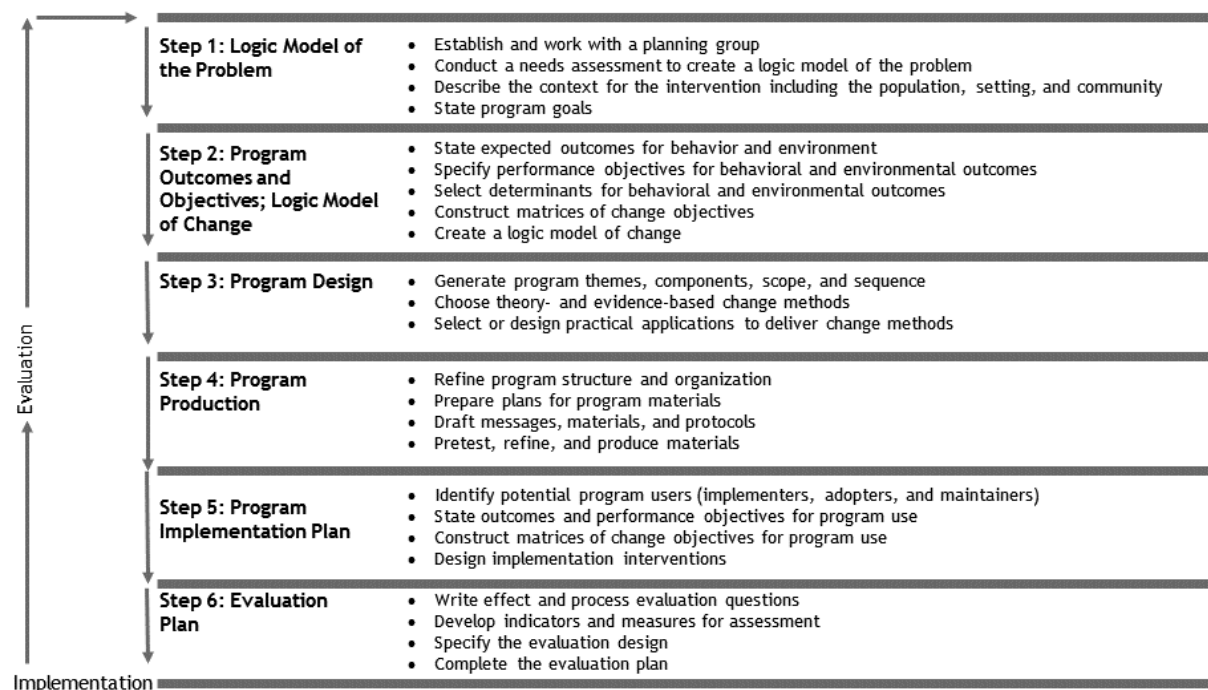 Step 1: Logic Model of
the Problem
• Establish and work with a planning group
• Conduct a needs assessment to create a logic model of the problem
• Describe the context for the intervention including the population, setting, and community
• State program goals
Step 2: Program
Outcomes and
Objectives; Logic Model
of Change
• State expected outcomes for behavior and environment
• Specify performance objectives for behavioral and environmental outcomes
• Select determinants for behavioral and environmental outcomes
• Construct matrices of change objectives
• Create a logic model of change
Step 3: Program Design
• Generate program themes, components, scope, and sequence
• Choose theory- and evidence-based change methods
• Select or design practical applications to deliver change methods
Evaluation
Step 4: Program
Production
• Refine program structure and organization
• Prepare plans for program materials
• Draft messages, materials, and protocols
• Pretest, refine, and produce materials
Step 5: Program
Implementation Plan
• Identify potential program users (implementers, adopters, and maintainers)
• State outcomes and performance objectives for program use
• Construct matrices of change objectives for program use
• Design implementation interventions
Step 6: Evaluation
Plan
• Write effect and process evaluation questions
• Develop indicators and measures for assessment
• Specify the evaluation design
• Complete the evaluation plan
Implementation